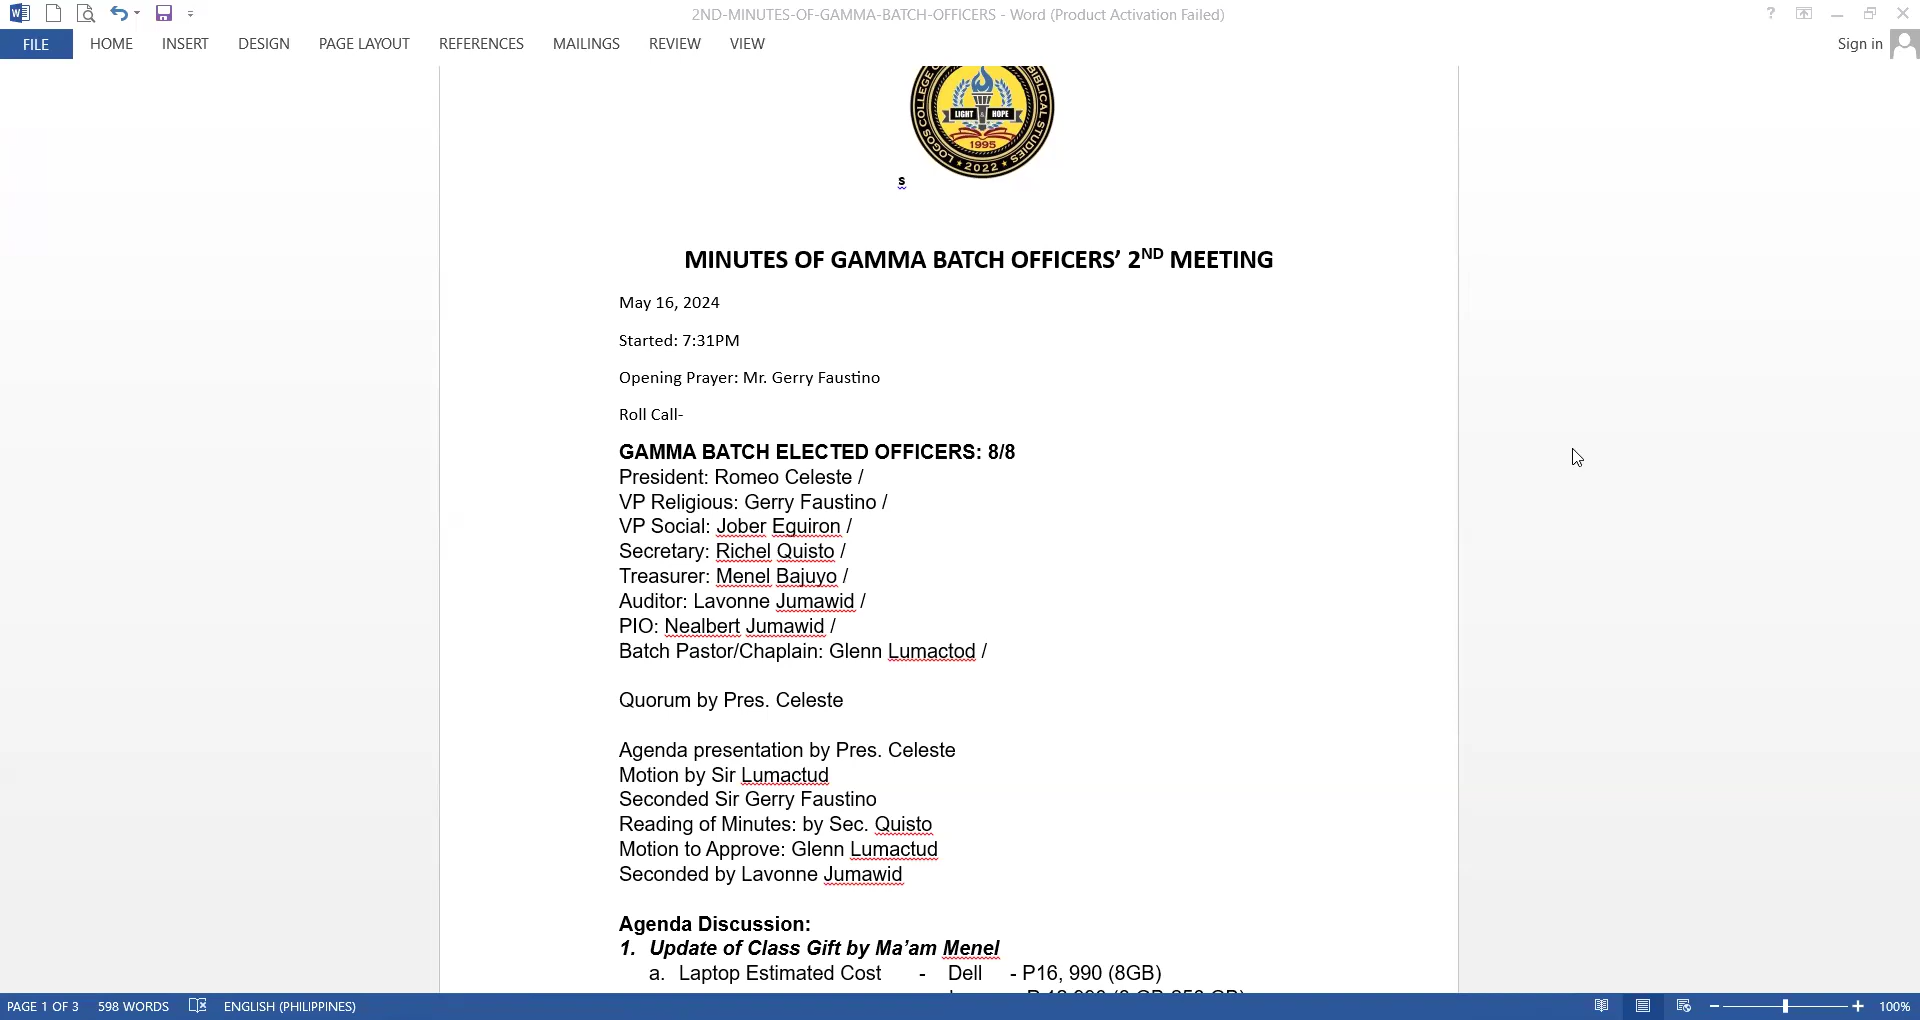 2ND-MINUTES-OF-GAMMA-BATCH-OFFICERS - Word (Product Activation Failed)
FILE HOME INSERT DESIGN PAGE LAYOUT REFERENCES MAILINGS REVIEW VIEW Sign in
LOGOS COLLEGE BIBLICAL STUDIES
LIGHT & HOPE
1995
2022
s
MINUTES OF GAMMA BATCH OFFICERS’ 2ND MEETING
May 16, 2024
Started: 7:31PM
Opening Prayer: Mr. Gerry Faustino
Roll Call-
GAMMA BATCH ELECTED OFFICERS: 8/8
President: Romeo Celeste /
VP Religious: Gerry Faustino /
VP Social: Jober Eguiron /
Secretary: Richel Quisto /
Treasurer: Menel Bajuyo /
Auditor: Lavonne Jumawid /
PIO: Nealbert Jumawid /
Batch Pastor/Chaplain: Glenn Lumactod /
Quorum by Pres. Celeste
Agenda presentation by Pres. Celeste
Motion by Sir Lumactud
Seconded Sir Gerry Faustino
Reading of Minutes: by Sec. Quisto
Motion to Approve: Glenn Lumactud
Seconded by Lavonne Jumawid
Agenda Discussion:
1. Update of Class Gift by Ma’am Menel
a. Laptop Estimated Cost - Dell - P16, 990 (8GB)
PAGE 1 OF 3 598 WORDS ENGLISH (PHILIPPINES) 100%